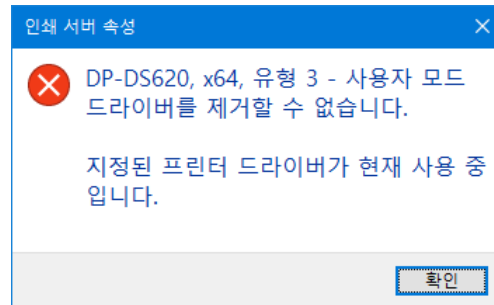 인쇄 서버 속성
DP-DS620, x64, 유형 3 - 사용자 모드
드라이버를 제거할 수 없습니다.
지정된 프린터 드라이버가 현재 사용 중
입니다.
확인